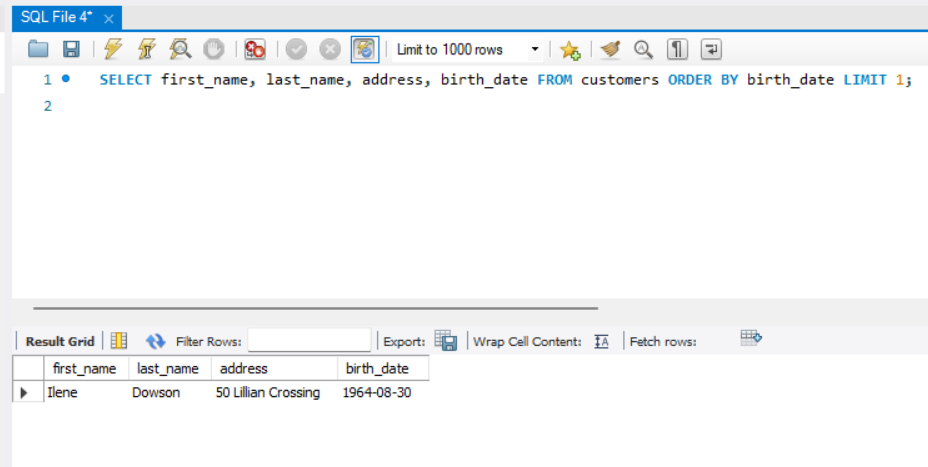 SQL File 4*
Limit to 1000 rows
1 SELECT first_name, last_name, address, birth_date FROM customers ORDER BY birth_date LIMIT 1;
2
Result Grid Filter Rows: Export: Wrap Cell Content: Fetch rows:
first_name last_name address birth_date
Ilene Dowson 50 Lillian Crossing 1964-08-30